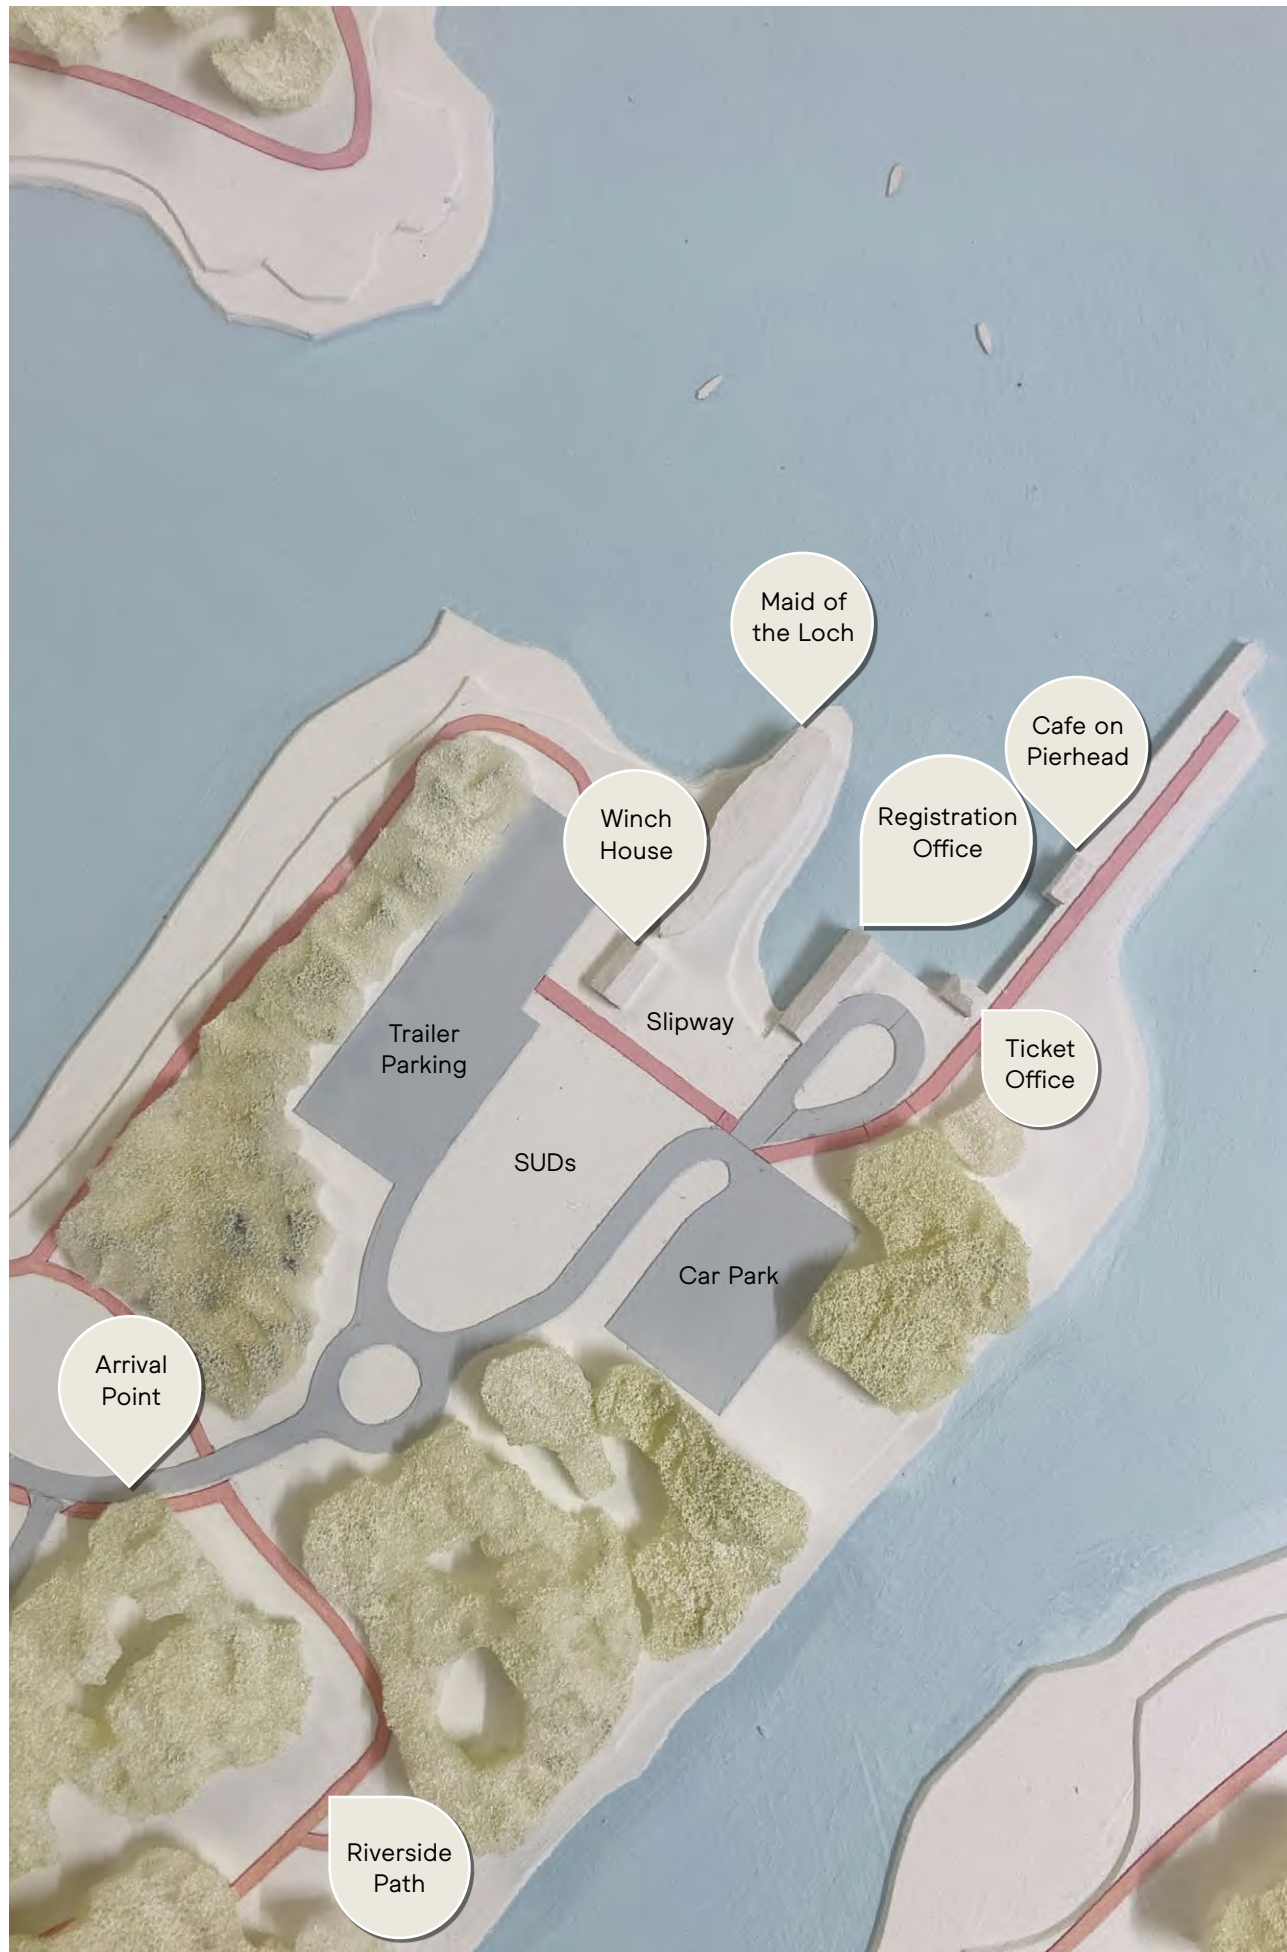 Maid of
the Loch
Cafe on
Pierhead
Winch
House
Registration
Office
Trailer
Parking
Slipway
Ticket
Office
SUDs
Car Park
Arrival
Point
Riverside
Path